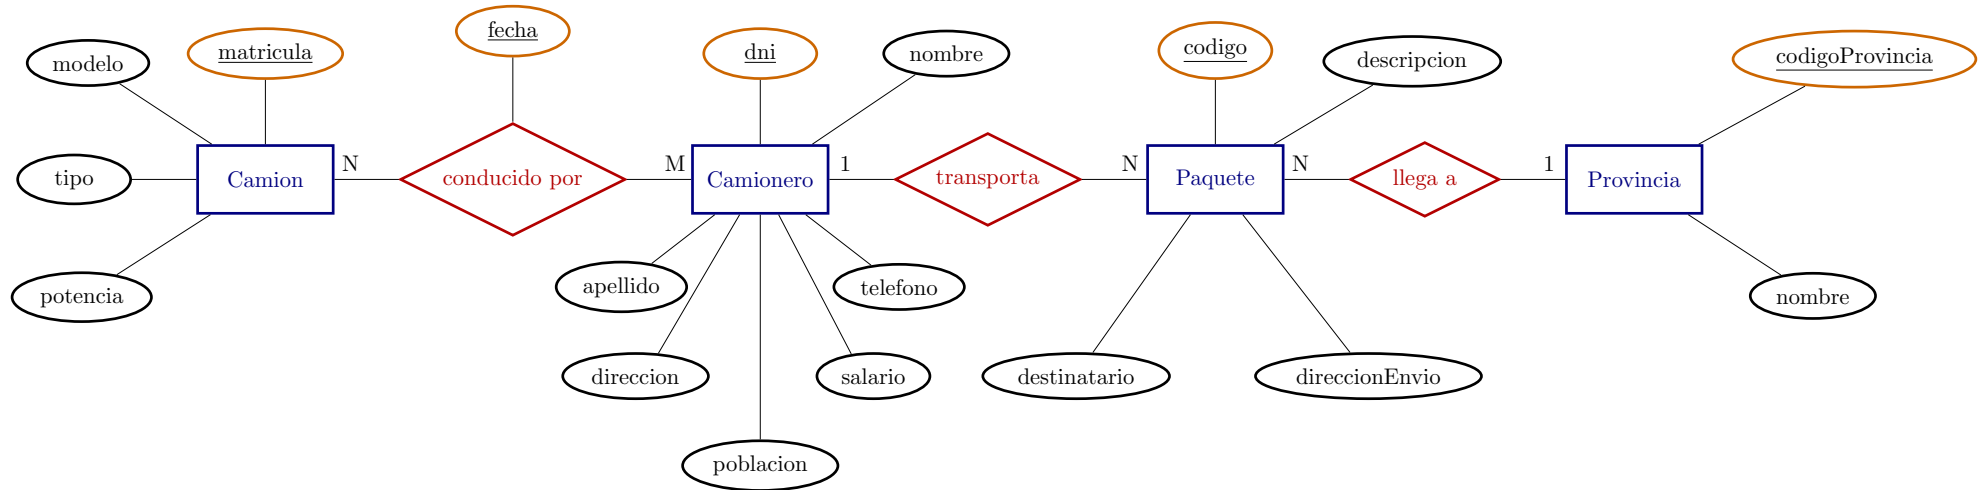 fecha
modelo
matricula
dni
nombre
codigo
descripcion
codigoProvincia
tipo
Camion
N
conducido por
M
Camionero
1
transporta
N
Paquete
N
llega a
1
Provincia
potencia
apellido
telefono
nombre
direccion
salario
destinatario
direccionEnvio
poblacion